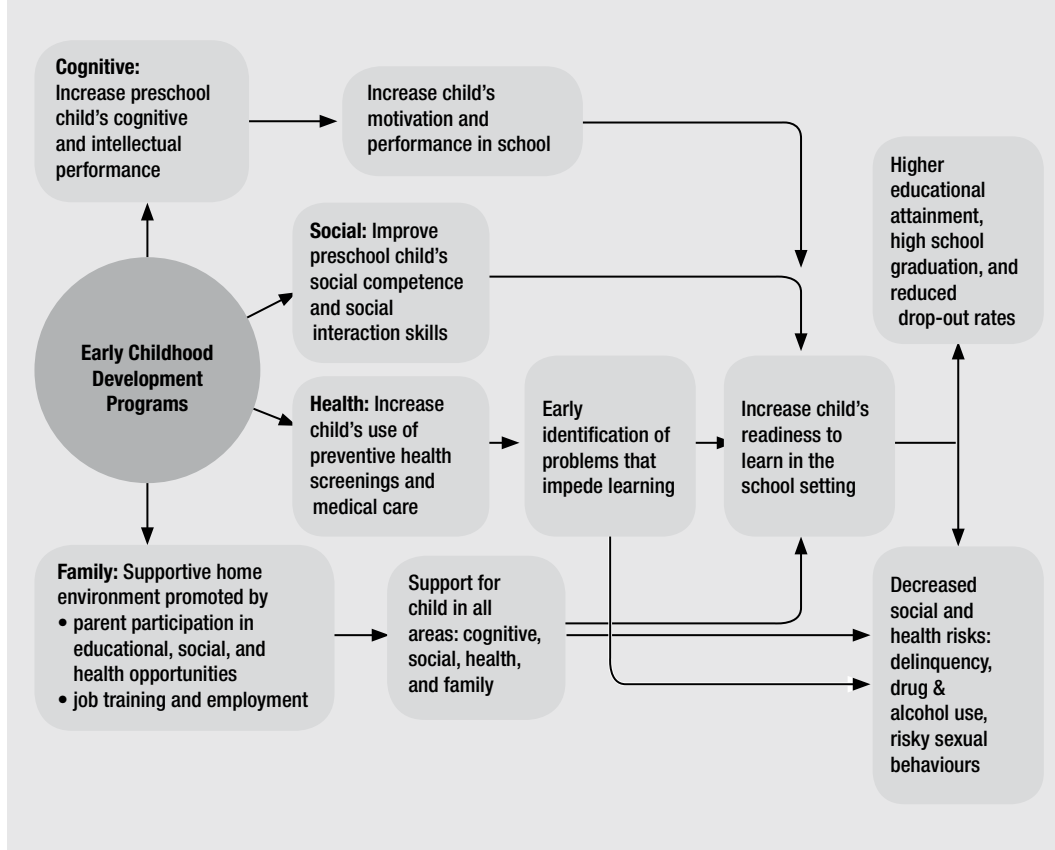 Cognitive:
Increase preschool
child’s cognitive
and intellectual
performance
Increase child’s
motivation and
performance in school
Higher
educational
attainment,
high school
graduation, and
reduced
drop-out rates
Social: Improve
preschool child’s
social competence
and social
interaction skills
Early Childhood
Development
Programs
Health: Increase
child’s use of
preventive health
screenings and
medical care
Early
identification of
problems that
impede learning
Increase child’s
readiness to
learn in the
school setting
Family: Supportive home
environment promoted by
• parent participation in
educational, social, and
health opportunities
• job training and employment
Support for
child in all
areas: cognitive,
social, health,
and family
Decreased
social and
health risks:
delinquency,
drug &
alcohol use,
risky sexual
behaviours